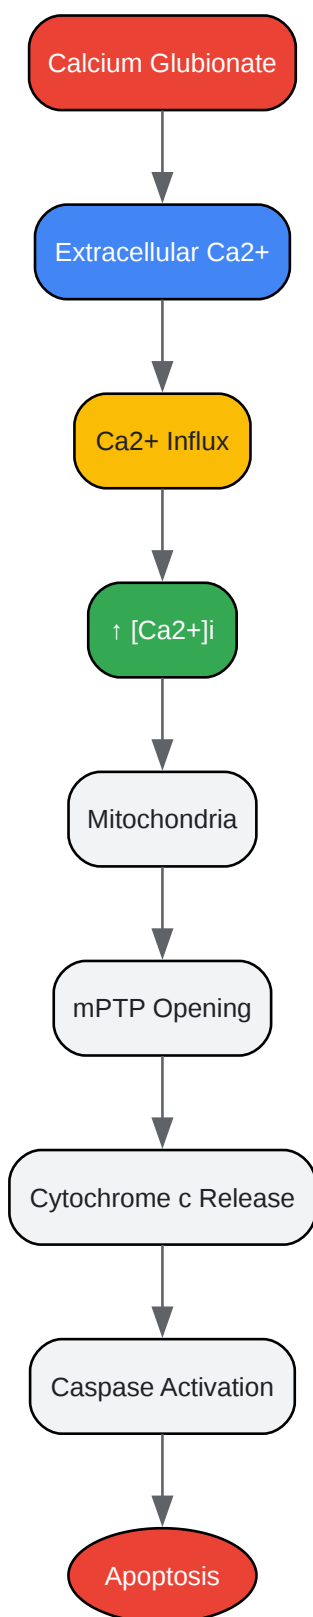 Calcium Glubionate
Extracellular Ca2+
Ca2+ Influx
↑ [Ca2+]i
Mitochondria
mPTP Opening
Cytochrome c Release
Caspase Activation
Apoptosis